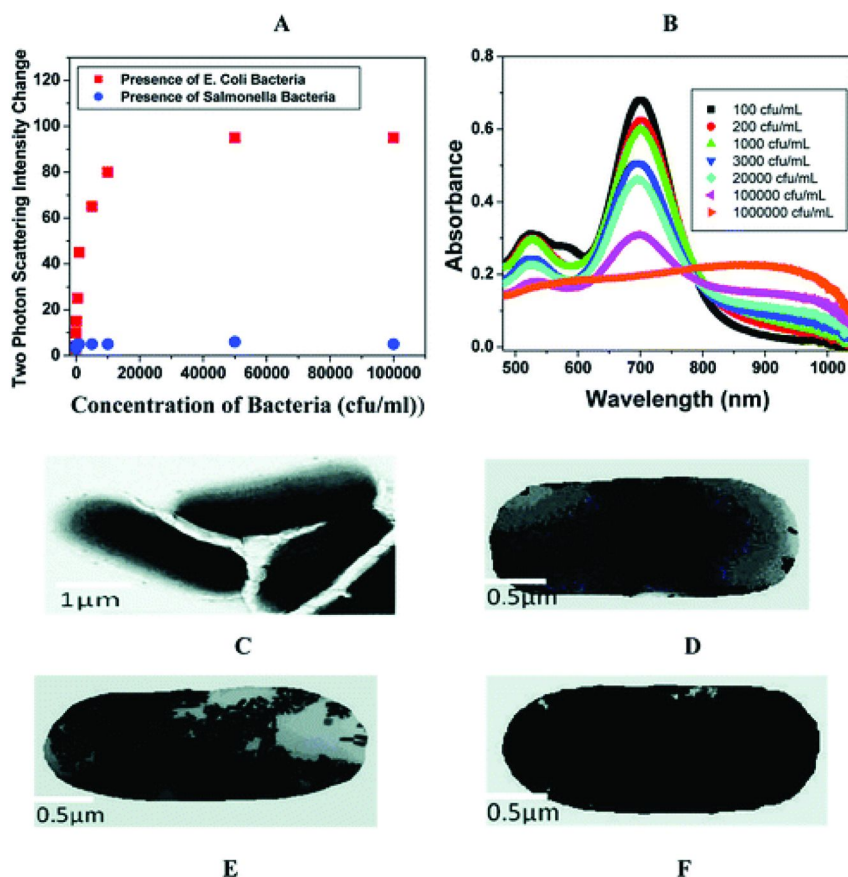 A
B
Two Photon Scattering Intensity Change
120
100
80
60
40
20
0
Presence of E. Coli Bacteria
Presence of Salmonella Bacteria
0 20000 40000 60000 80000 100000
Concentration of Bacteria (cfu/ml))
Absorbance
0.8
0.6
0.4
0.2
0.0
100 cfu/mL
200 cfu/mL
1000 cfu/mL
3000 cfu/mL
20000 cfu/mL
100000 cfu/mL
1000000 cfu/mL
500 600 700 800 900 1000
Wavelength (nm)
1μm
C
0.5μm
D
0.5μm
E
0.5μm
F